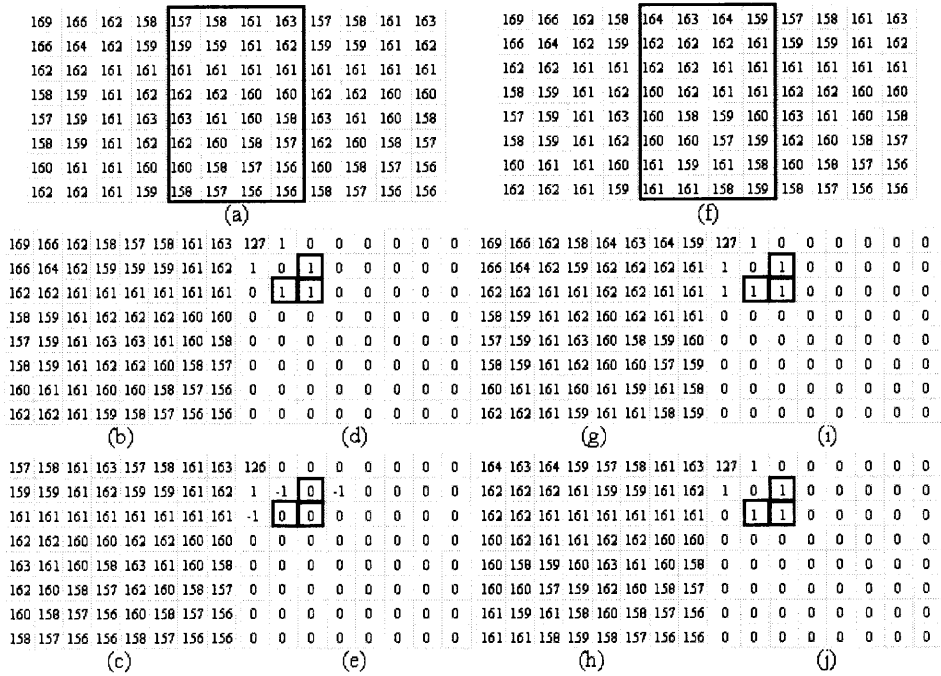 169 166 162 158 157 158 161 163 157 158 161 163
166 164 162 159 159 159 161 162 159 159 161 162
162 162 161 161 161 161 161 161 161 161 161 161
158 159 161 162 162 162 160 160 162 162 160 160
157 159 161 163 163 161 160 158 163 161 160 158
158 159 161 162 162 160 158 157 162 160 158 157
160 161 161 160 160 158 157 156 160 158 157 156
162 162 161 159 158 157 156 156 158 157 156 156
(a)
169 166 162 158 164 163 164 159 157 158 161 163
166 164 162 159 162 162 162 161 159 159 161 162
162 162 161 161 162 162 161 161 161 161 161 161
158 159 161 162 160 162 161 161 162 162 160 160
157 159 161 163 160 158 159 160 163 161 160 158
158 159 161 162 160 160 157 159 162 160 158 157
160 161 161 160 161 159 161 158 160 158 157 156
162 162 161 159 161 161 158 159 158 157 156 156
(f)
169 166 162 158 157 158 161 163 127 1 0 0 0 0 0 0
166 164 162 159 159 159 161 162 1 0 1 0 0 0 0 0
162 162 161 161 161 161 161 161 0 1 1 0 0 0 0 0
158 159 161 162 162 162 160 160 0 0 0 0 0 0 0 0
157 159 161 163 163 161 160 158 0 0 0 0 0 0 0 0
158 159 161 162 162 160 158 157 0 0 0 0 0 0 0 0
160 161 161 160 160 158 157 156 0 0 0 0 0 0 0 0
162 162 161 159 158 157 156 156 0 0 0 0 0 0 0 0
(b) (d)
169 166 162 158 164 163 164 159 127 1 0 0 0 0 0 0
166 164 162 159 162 162 162 161 1 0 1 0 0 0 0 0
162 162 161 161 162 162 161 161 1 1 1 0 0 0 0 0
158 159 161 162 160 162 161 161 0 0 0 0 0 0 0 0
157 159 161 163 160 158 159 160 0 0 0 0 0 0 0 0
158 159 161 162 160 160 157 159 0 0 0 0 0 0 0 0
160 161 161 160 161 159 161 158 0 0 0 0 0 0 0 0
162 162 161 159 161 161 158 159 0 0 0 0 0 0 0 0
(g) (i)
157 158 161 163 157 158 161 163 126 0 0 0 0 0 0 0
159 159 161 162 159 159 161 162 1 -1 0 -1 0 0 0 0
161 161 161 161 161 161 161 161 -1 0 0 0 0 0 0 0
162 162 160 160 162 162 160 160 0 0 0 0 0 0 0 0
163 161 160 158 163 161 160 158 0 0 0 0 0 0 0 0
162 160 158 157 162 160 158 157 0 0 0 0 0 0 0 0
160 158 157 156 160 158 157 156 0 0 0 0 0 0 0 0
158 157 156 156 158 157 156 156 0 0 0 0 0 0 0 0
(c) (e)
164 163 164 159 157 158 161 163 127 1 0 0 0 0 0 0
162 162 162 161 159 159 161 162 1 0 1 0 0 0 0 0
162 162 161 161 161 161 161 161 0 1 1 0 0 0 0 0
160 162 161 161 162 162 160 160 0 0 0 0 0 0 0 0
160 158 159 160 163 161 160 158 0 0 0 0 0 0 0 0
160 160 157 159 162 160 158 157 0 0 0 0 0 0 0 0
161 159 161 158 160 158 157 156 0 0 0 0 0 0 0 0
161 161 158 159 158 157 156 156 0 0 0 0 0 0 0 0
(h) (j)